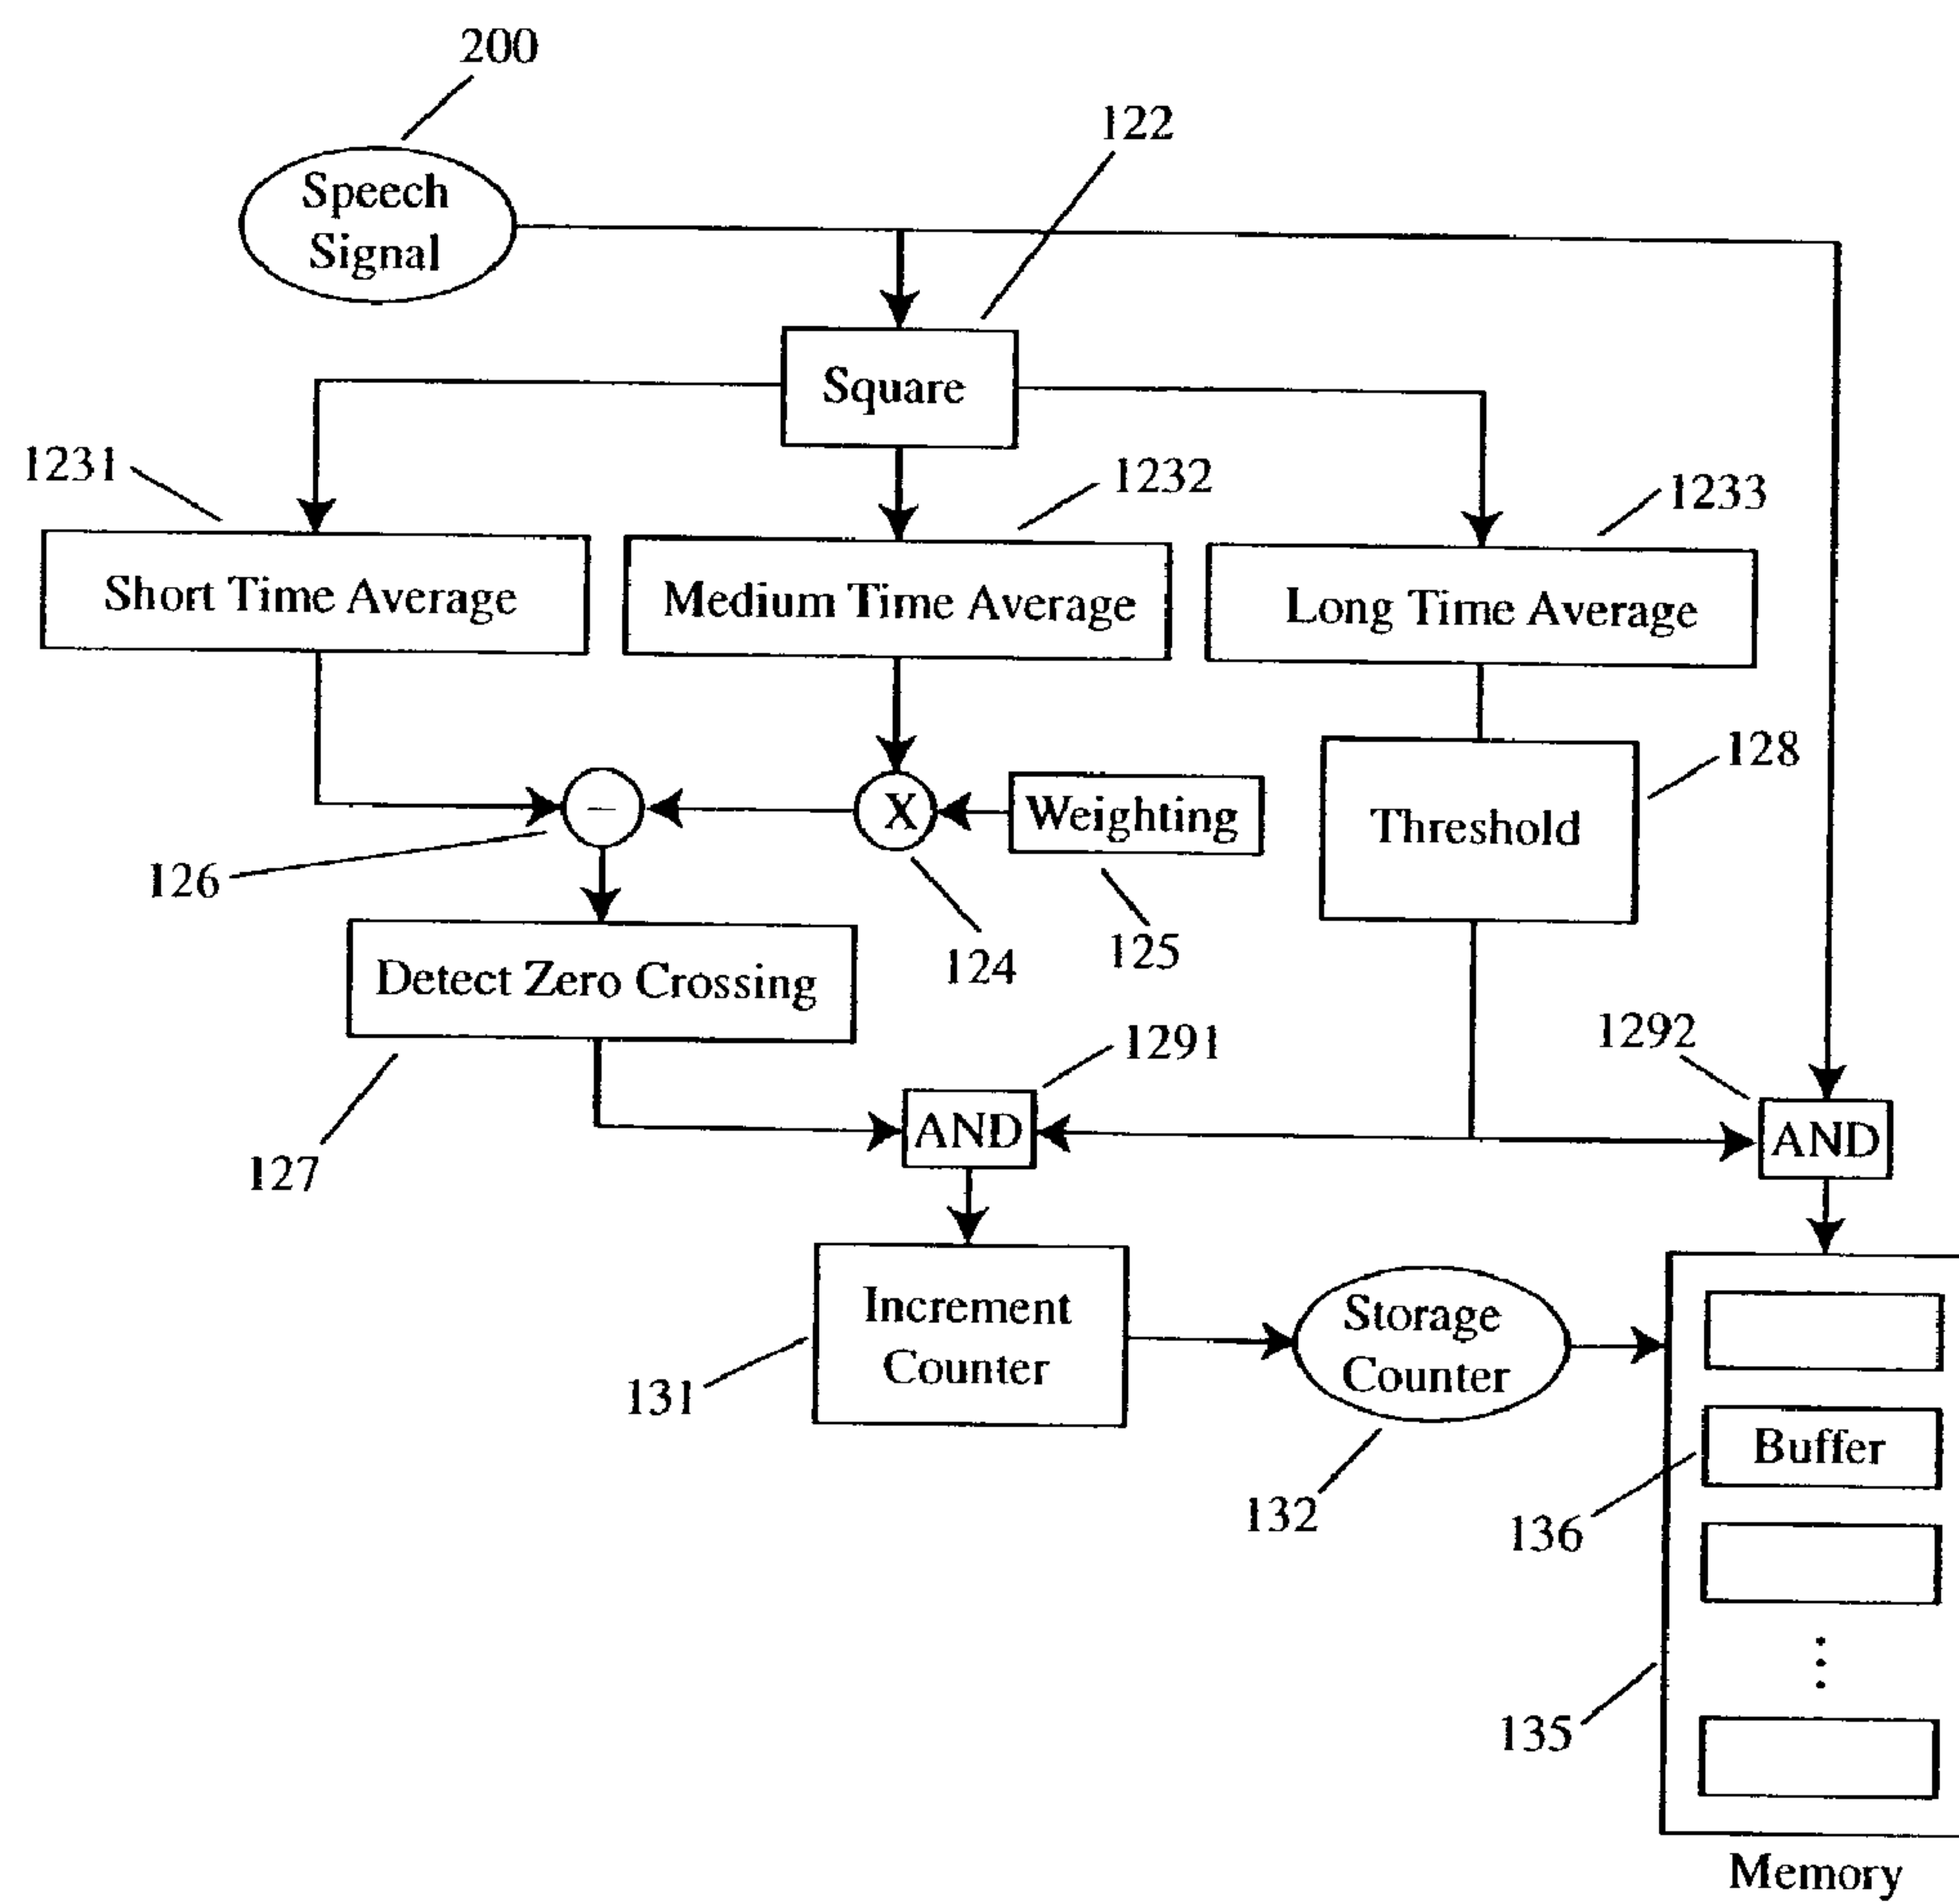 200
122
Speech
Signal
Square
1231
1232
1233
Short Time Average
Medium Time Average
Long Time Average
128
–
X
Weighting
Threshold
126
124
125
Detect Zero Crossing
1291
1292
AND
AND
127
Increment
Counter
Storage
Counter
131
Buffer
132
136
135
Memory